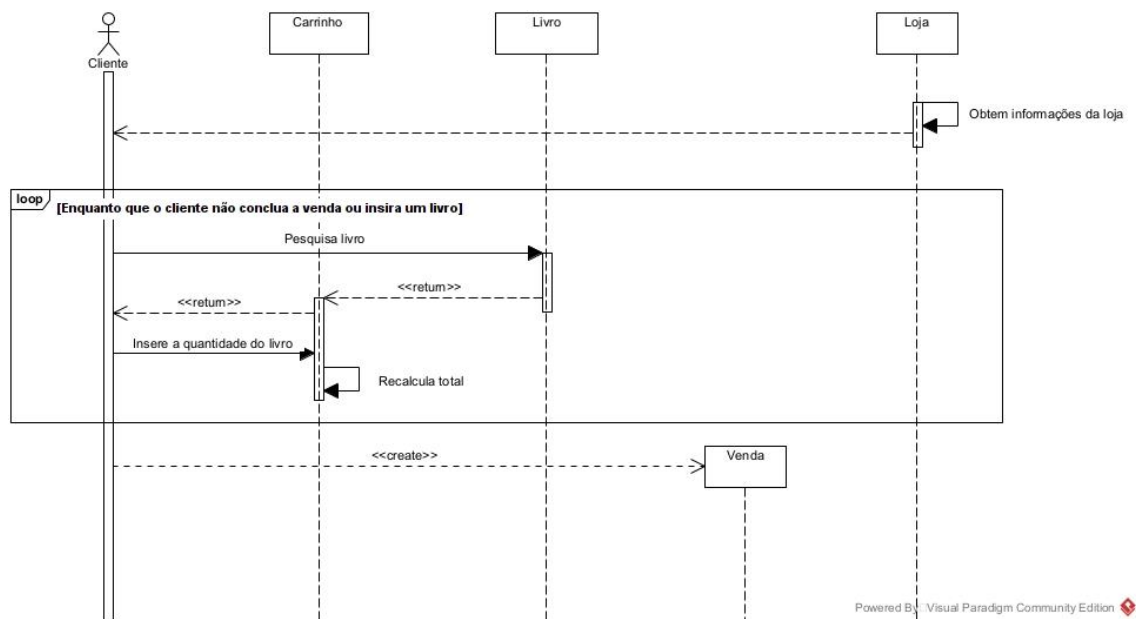 Carrinho
Livro
Loja
Cliente
Obtem informações da loja
loop
[Enquanto que o cliente não conclua a venda ou insira um livro]
Pesquisa livro
<<return>>
<<return>>
Insere a quantidade do livro
Recalcula total
<<create>>
Venda
Powered By Visual Paradigm Community Edition